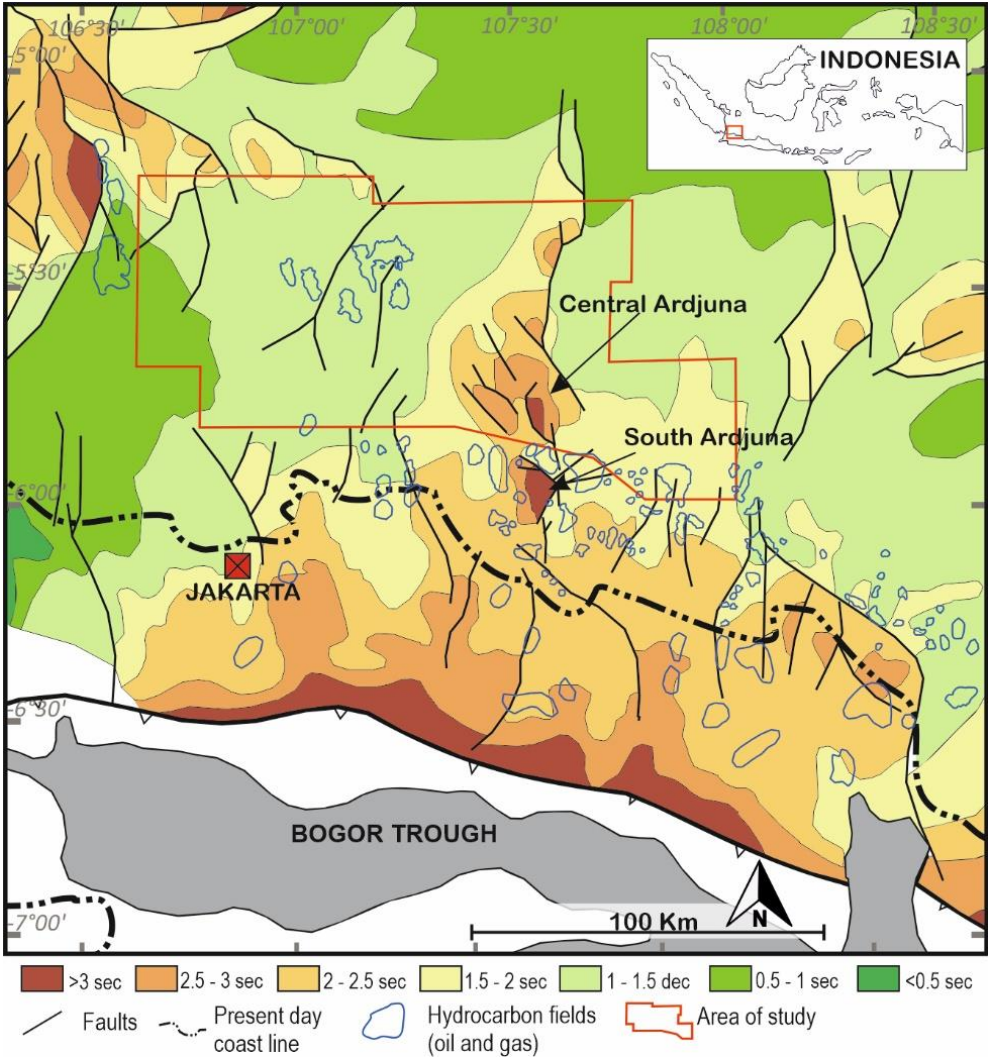 106°30' 107°00' 107°30' 108°00' 108°30'
-5°00'
INDONESIA
-5°30'
Central Ardjuna
South Ardjuna
-6°00'
JAKARTA
-6°30'
BOGOR TROUGH
N
100 Km
-7°00'
>3 sec 2.5 - 3 sec 2 - 2.5 sec 1.5 - 2 sec 1 - 1.5 dec 0.5 - 1 sec <0.5 sec
Faults Present day Hydrocarbon fields Area of study
coast line (oil and gas)